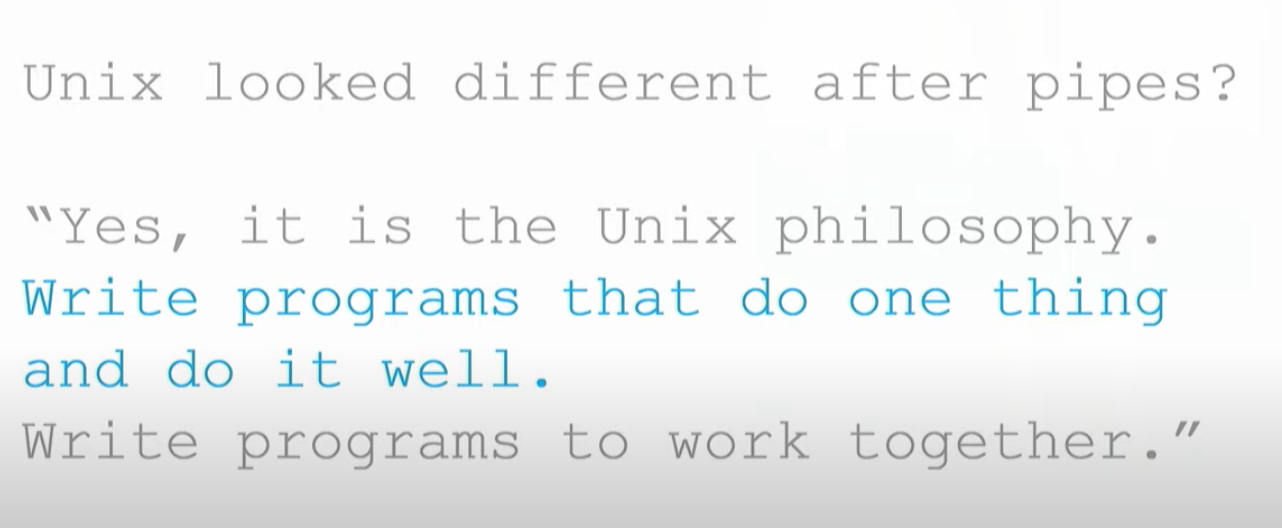 Unix looked different after pipes?
“Yes, it is the Unix philosophy.
Write programs that do one thing
and do it well.
Write programs to work together.”